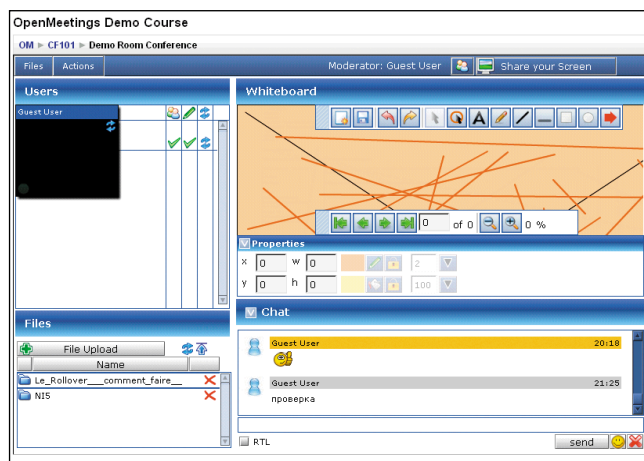 OpenMeetings Demo Course
OM ► CF101 ► Demo Room Conference
Files Actions Moderator: Guest User Share your Screen
Users
Guest User
Whiteboard
A
0 of 0 0 %
Properties
x 0 w 0 2
y 0 h 0 100
Files
File Upload
Name
Le_Rollover___comment_faire__
NI5
Chat
Guest User 20:18
Guest User 21:25
проверка
RTL
send